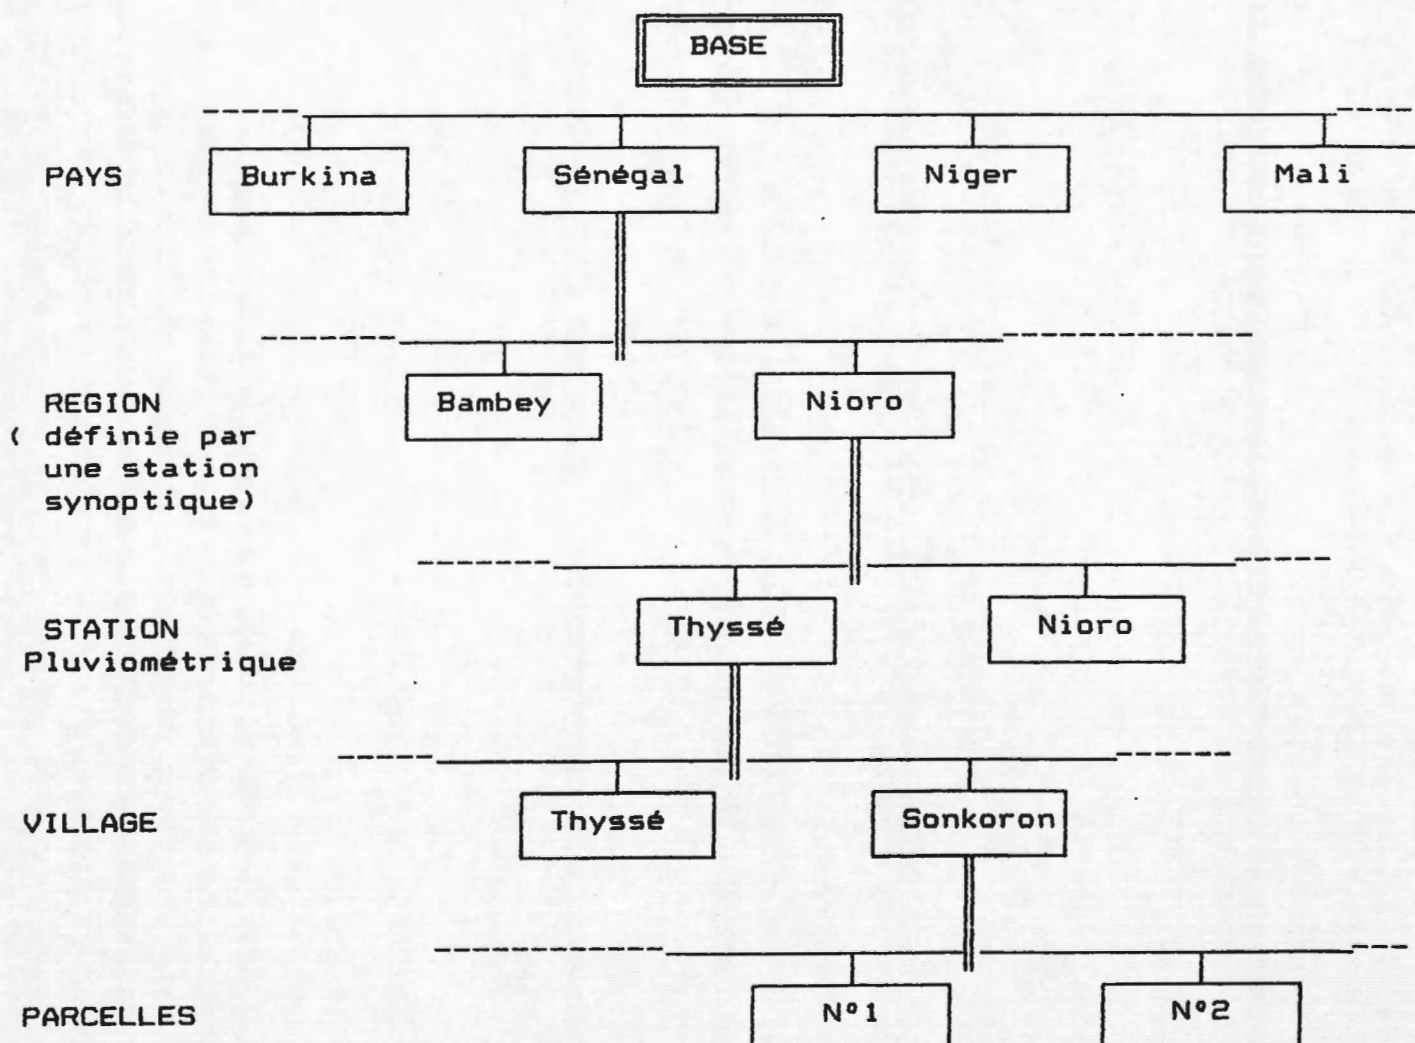 BASE
PAYS Burkina Sénégal Niger Mali
Bambey Nioro
REGION
( définie par
une station
synoptique)
Thyssé Nioro
STATION
Pluviométrique
VILLAGE Thyssé Sonkoron
PARCELLES N°1 N°2